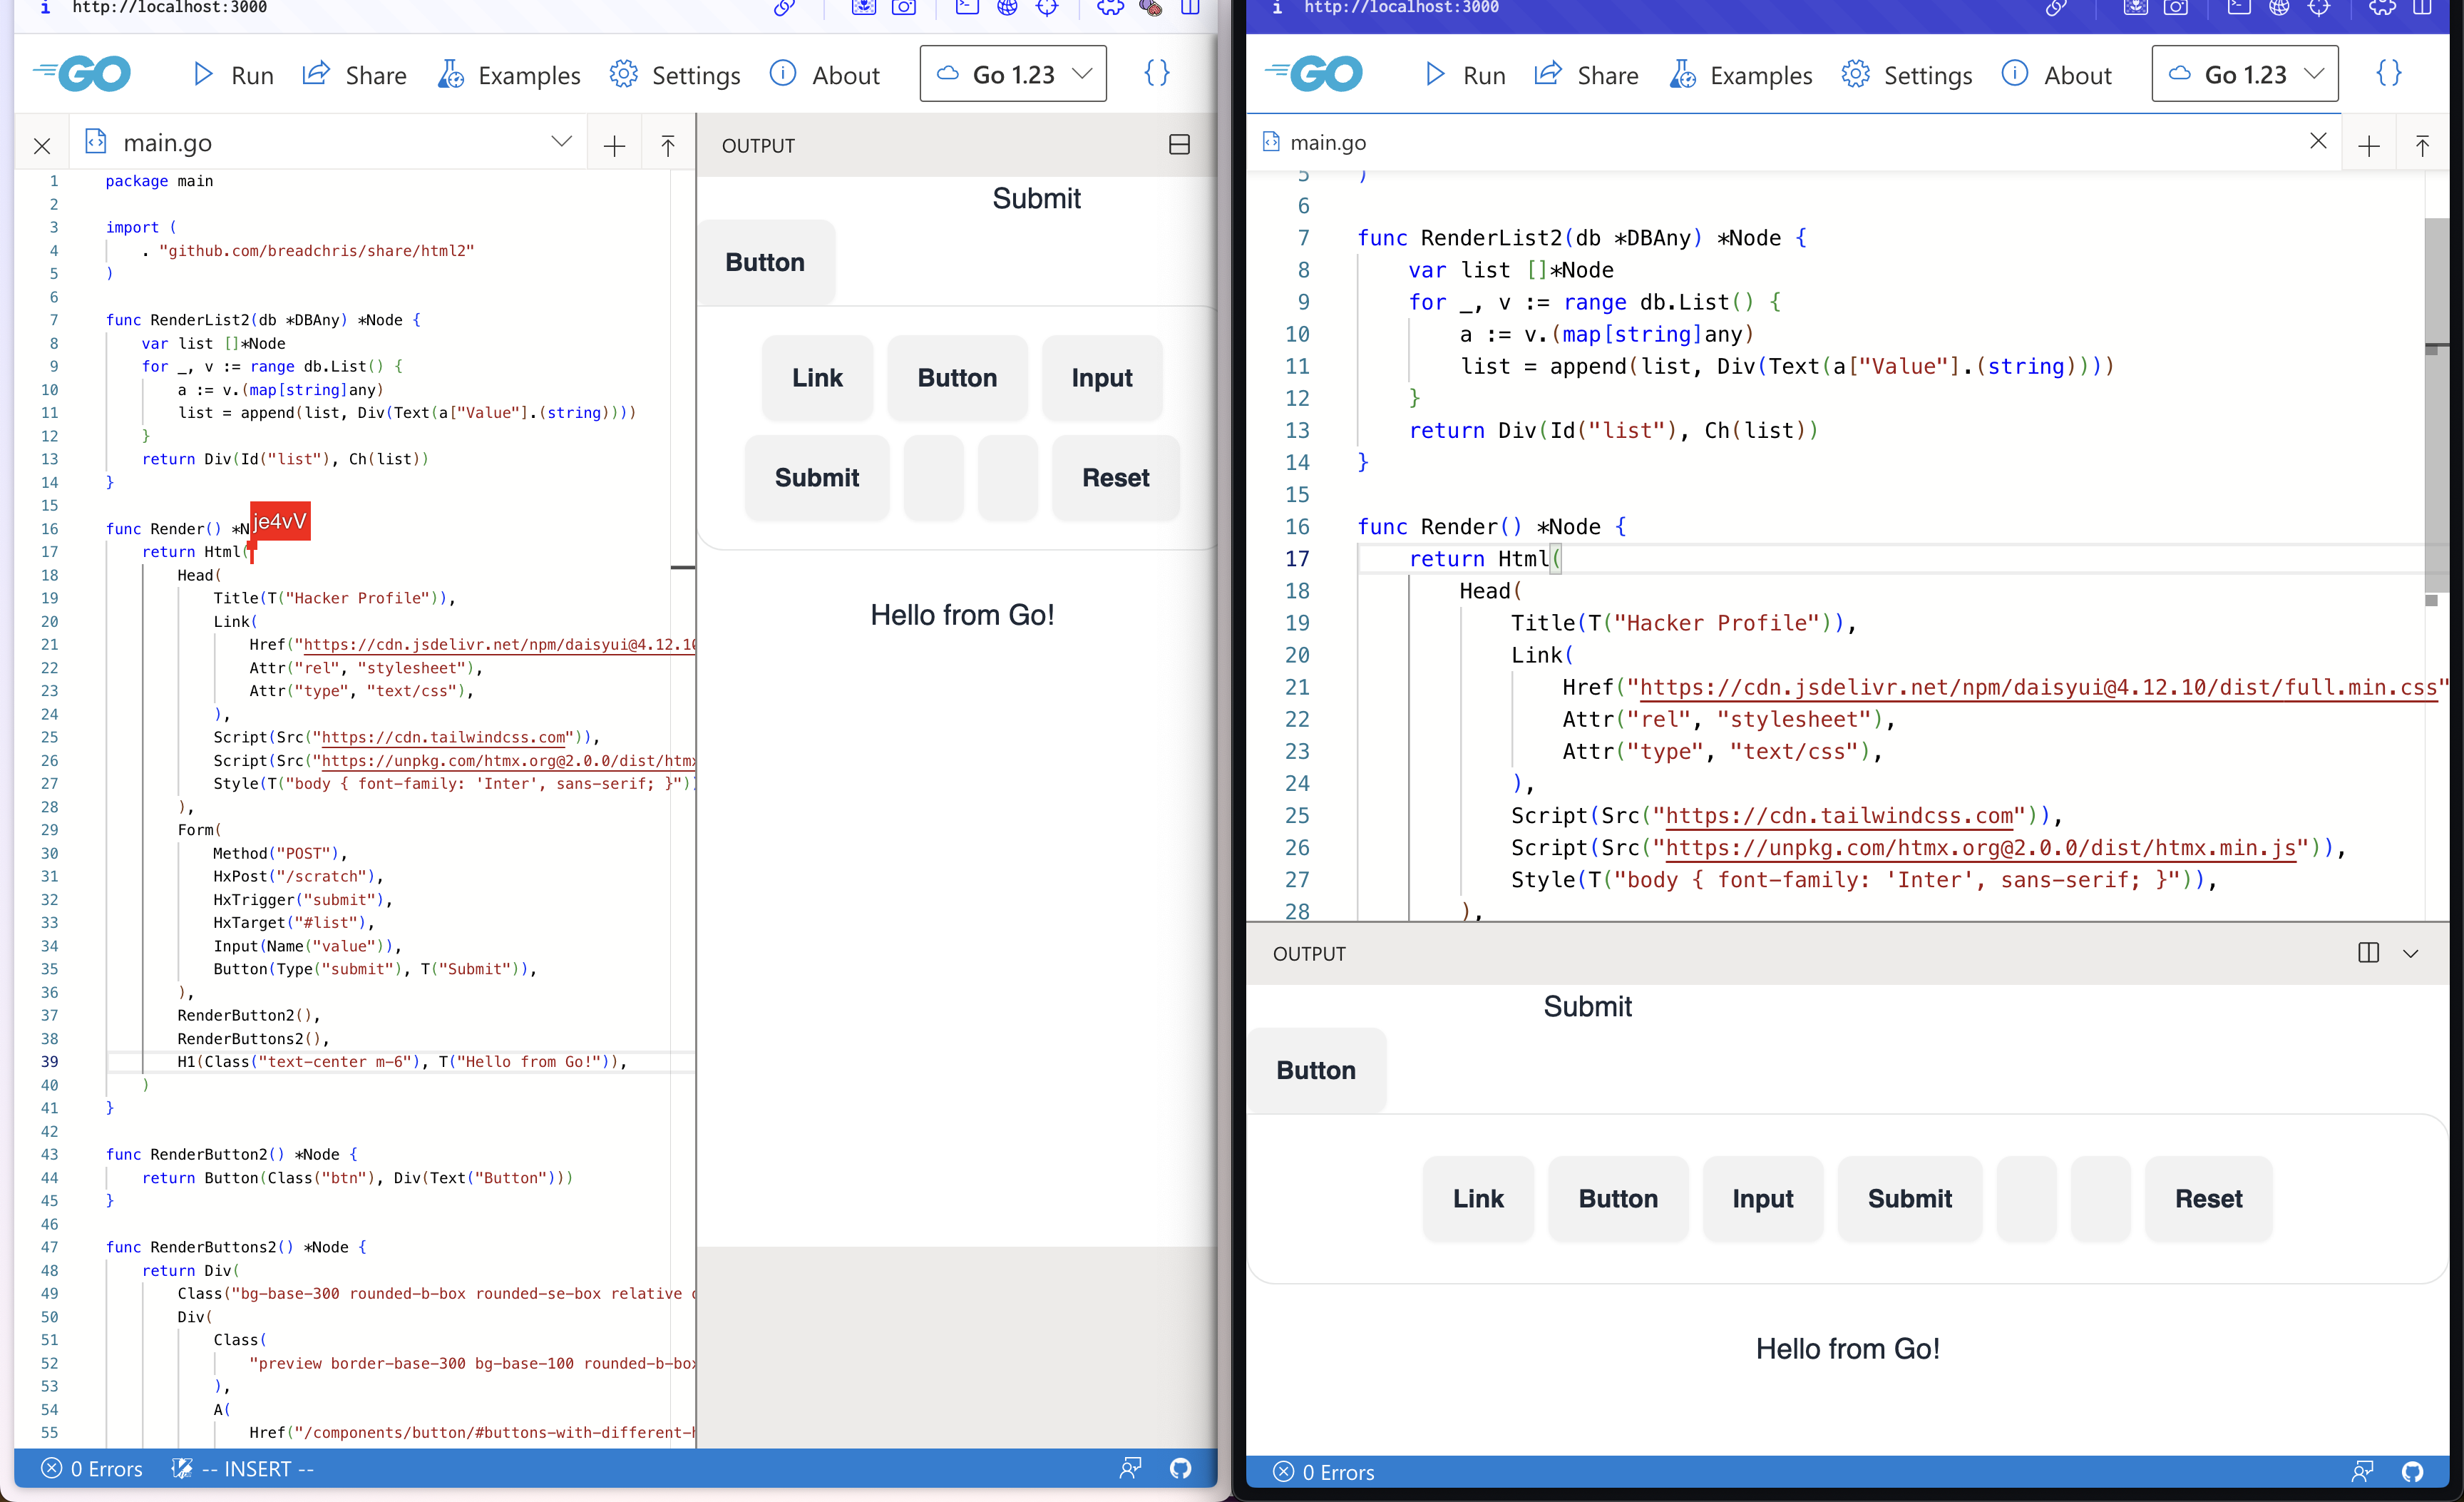 http://localhost:3000
GO
Run
Share
Examples
Settings
About
Go 1.23
{}
main.go
1 package main
2
3 import (
4 . "github.com/breadchris/share/html2"
5 )
6
7 func RenderList2(db *DBAny) *Node {
8 var list []*Node
9 for _, v := range db.List() {
10 a := v.(map[string]any)
11 list = append(list, Div(Text(a["Value"].(string))))
12 }
13 return Div(Id("list"), Ch(list))
14 }
15
je4vV
16 func Render() *N
17 return Html(
18 Head(
19 Title(T("Hacker Profile")),
20 Link(
21 Href("https://cdn.jsdelivr.net/npm/daisyui@4.12.10
22 Attr("rel", "stylesheet"),
23 Attr("type", "text/css"),
24 ),
25 Script(Src("https://cdn.tailwindcss.com")),
26 Script(Src("https://unpkg.com/htmx.org@2.0.0/dist/htmx
27 Style(T("body { font-family: 'Inter', sans-serif; }")
28 ),
29 Form(
30 Method("POST"),
31 HxPost("/scratch"),
32 HxTrigger("submit"),
33 HxTarget("#list"),
34 Input(Name("value")),
35 Button(Type("submit"), T("Submit")),
36 ),
37 RenderButton2(),
38 RenderButtons2(),
39 H1(Class("text-center m-6"), T("Hello from Go!")),
40 )
41 }
42
43 func RenderButton2() *Node {
44 return Button(Class("btn"), Div(Text("Button")))
45 }
46
47 func RenderButtons2() *Node {
48 return Div(
49 Class("bg-base-300 rounded-b-box rounded-se-box relative
50 Div(
51 Class(
52 "preview border-base-300 bg-base-100 rounded-b-box
53 ),
54 A(
55 Href("/components/button/#buttons-with-different-
OUTPUT
Submit
Button
Link
Button
Input
Submit
Reset
Hello from Go!
0 Errors
-- INSERT --
http://localhost:3000
GO
Run
Share
Examples
Settings
About
Go 1.23
{}
main.go
5 )
6
7 func RenderList2(db *DBAny) *Node {
8 var list []*Node
9 for _, v := range db.List() {
10 a := v.(map[string]any)
11 list = append(list, Div(Text(a["Value"].(string))))
12 }
13 return Div(Id("list"), Ch(list))
14 }
15
16 func Render() *Node {
17 return Html(
18 Head(
19 Title(T("Hacker Profile")),
20 Link(
21 Href("https://cdn.jsdelivr.net/npm/daisyui@4.12.10/dist/full.min.css"
22 Attr("rel", "stylesheet"),
23 Attr("type", "text/css"),
24 ),
25 Script(Src("https://cdn.tailwindcss.com")),
26 Script(Src("https://unpkg.com/htmx.org@2.0.0/dist/htmx.min.js")),
27 Style(T("body { font-family: 'Inter', sans-serif; }")),
28 ),
OUTPUT
Submit
Button
Link
Button
Input
Submit
Reset
Hello from Go!
0 Errors